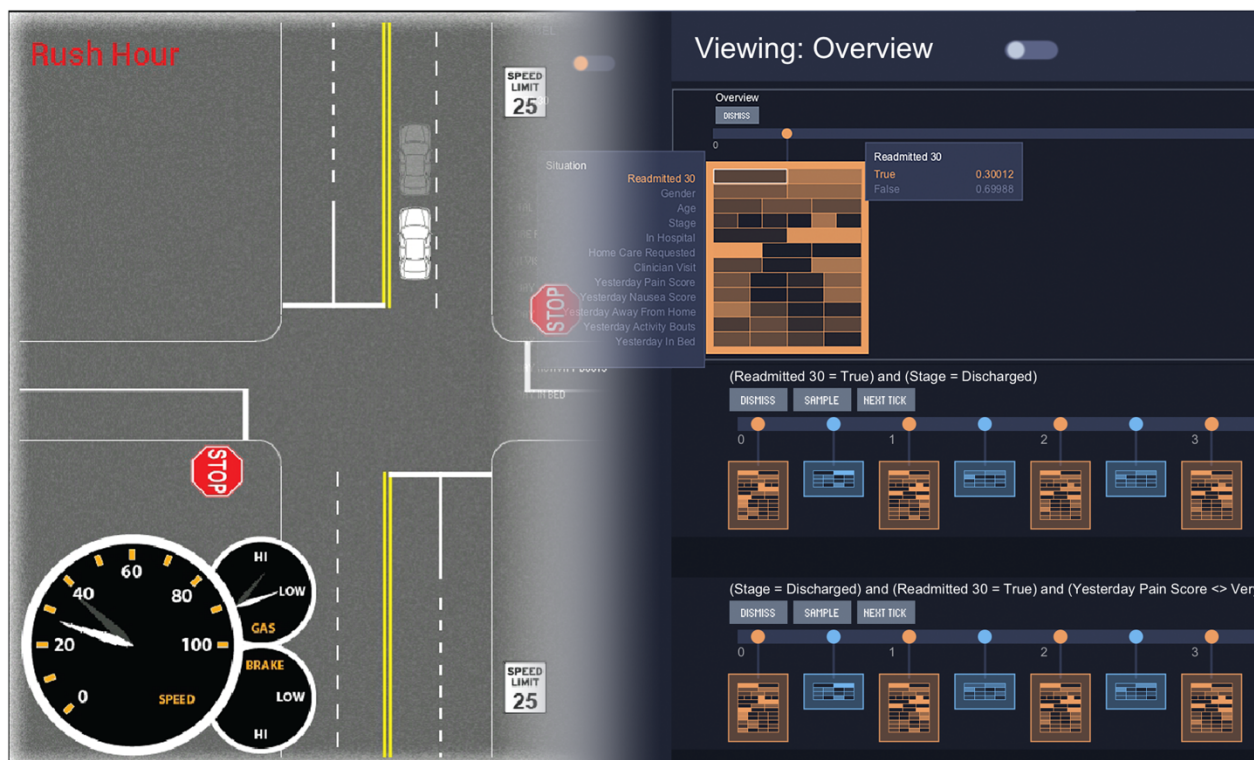 Rush Hour
SPEED
LIMIT
25
STOP
STOP
20
40
60
80
100
0
SPEED
HI
LOW
GAS
BRAKE
LOW
HI
SPEED
LIMIT
25
Viewing: Overview
Overview
DISMISS
0
Situation
Readmitted 30
Gender
Age
Stage
In Hospital
Home Care Requested
Clinician Visit
Yesterday Pain Score
Yesterday Nausea Score
Yesterday Away From Home
Yesterday Activity Bouts
Yesterday In Bed
Readmitted 30
True 0.30012
False 0.69988
(Readmitted 30 = True) and (Stage = Discharged)
DISMISS SAMPLE NEXT TICK
0 1 2 3
(Stage = Discharged) and (Readmitted 30 = True) and (Yesterday Pain Score <> Ver
DISMISS SAMPLE NEXT TICK
0 1 2 3